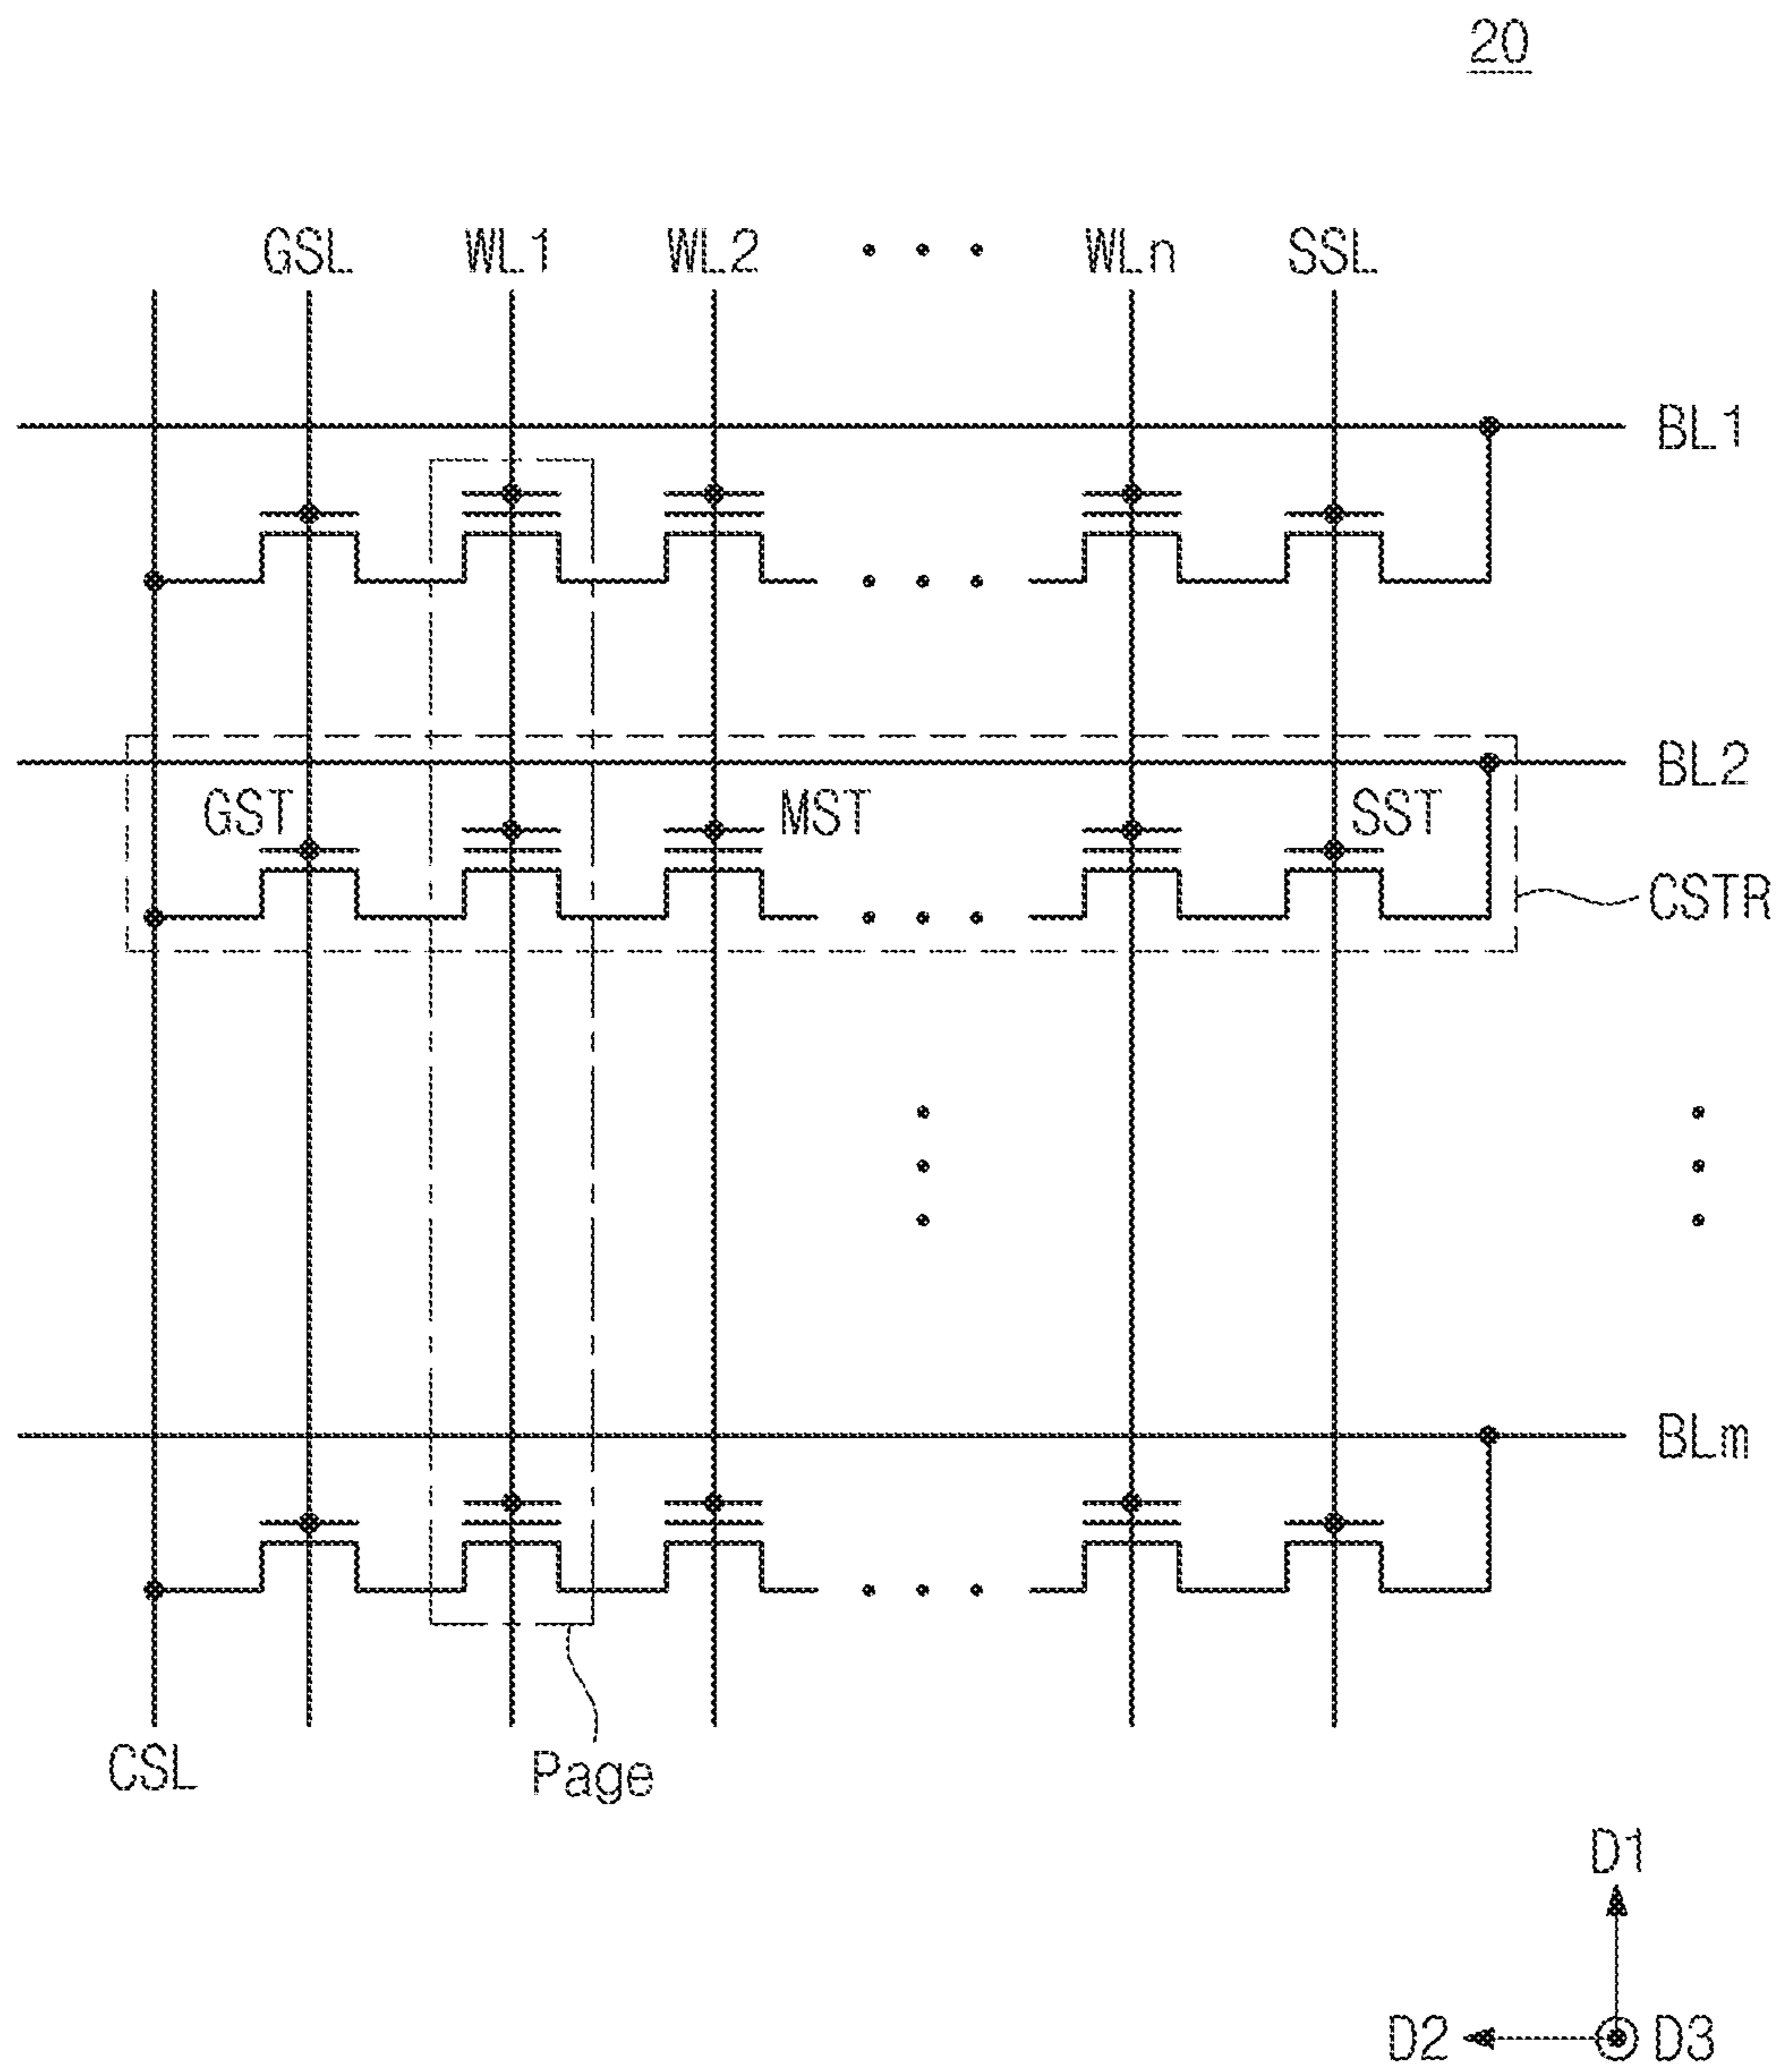 20
GSL WL1 WL2 ... WLn SSL
BL1
BL2
GST MST SST
CSTR
BLm
CSL Page
D1
D2 D3